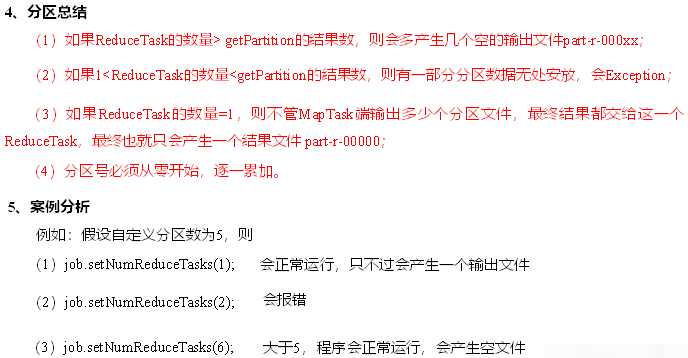 4、分区总结
（1）如果ReduceTask的数量> getPartition的结果数，则会多产生几个空的输出文件part-r-000xx；
（2）如果1<ReduceTask的数量<getPartition的结果数，则有一部分分区数据无处安放，会Exception；
（3）如果ReduceTask的数量=1，则不管MapTask端输出多少个分区文件，最终结果都交给这一个
ReduceTask，最终也就只会产生一个结果文件 part-r-00000；
（4）分区号必须从零开始，逐一累加。
5、案例分析
例如：假设自定义分区数为5，则
（1）job.setNumReduceTasks(1); 会正常运行，只不过会产生一个输出文件
（2）job.setNumReduceTasks(2); 会报错
（3）job.setNumReduceTasks(6); 大于5，程序会正常运行，会产生空文件